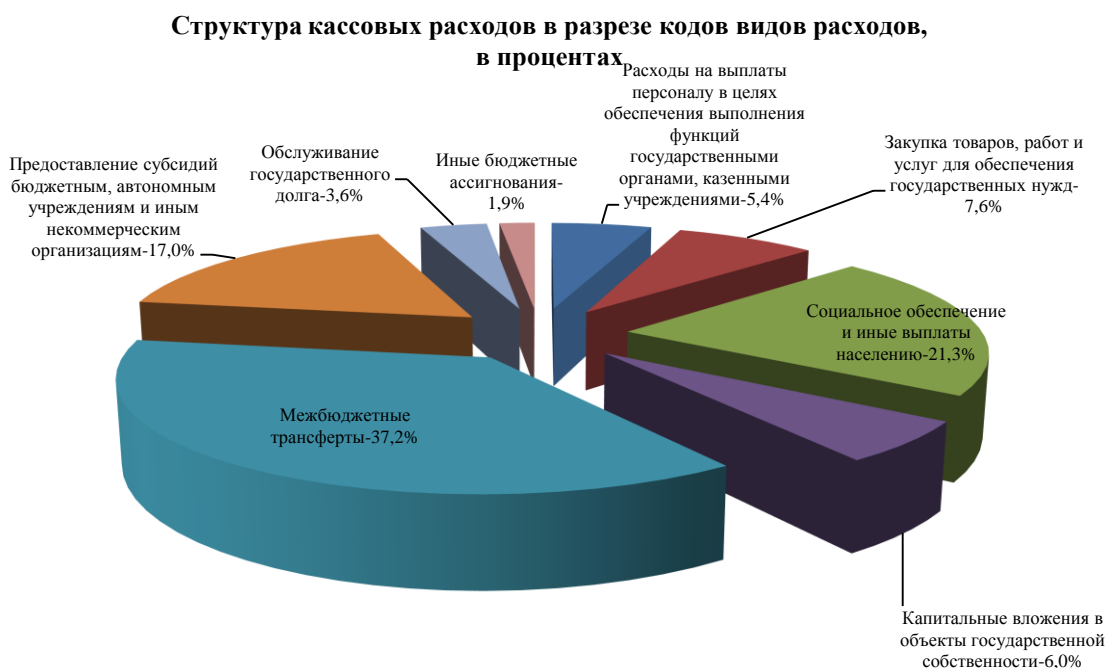 Структура кассовых расходов в разрезе кодов видов расходов,
в процентах
Расходы на выплаты
персоналу в целях
обеспечения выполнения
функций
государственными
органами, казенными
учреждениями-5,4%
Закупка товаров, работ и
услуг для обеспечения
государственных нужд-
7,6%
Социальное обеспечение
и иные выплаты
населению-21,3%
Капитальные вложения в
объекты государственной
собственности-6,0%
Межбюджетные
трансферты-37,2%
Предоставление субсидий
бюджетным, автономным
учреждениям и иным
некоммерческим
организациям-17,0%
Обслуживание
государственного
долга-3,6%
Иные бюджетные
ассигнования-
1,9%